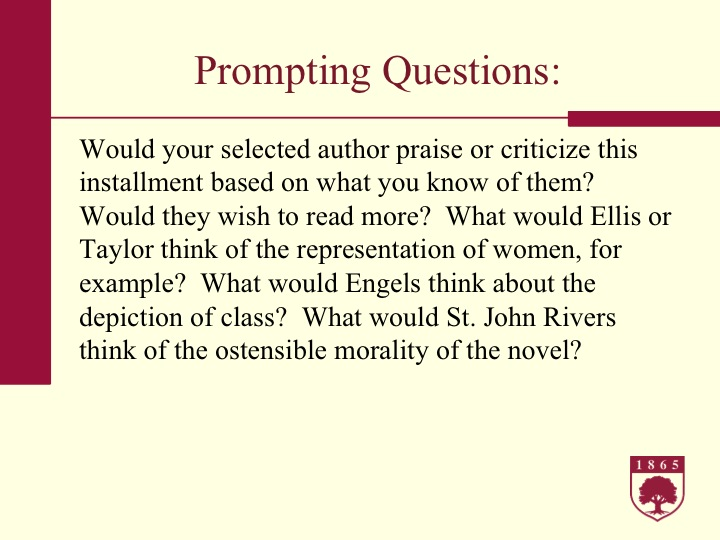 Prompting Questions:
Would your selected author praise or criticize this
installment based on what you know of them?
Would they wish to read more?  What would Ellis or
Taylor think of the representation of women, for
example?  What would Engels think about the
depiction of class?  What would St. John Rivers
think of the ostensible morality of the novel?
1865